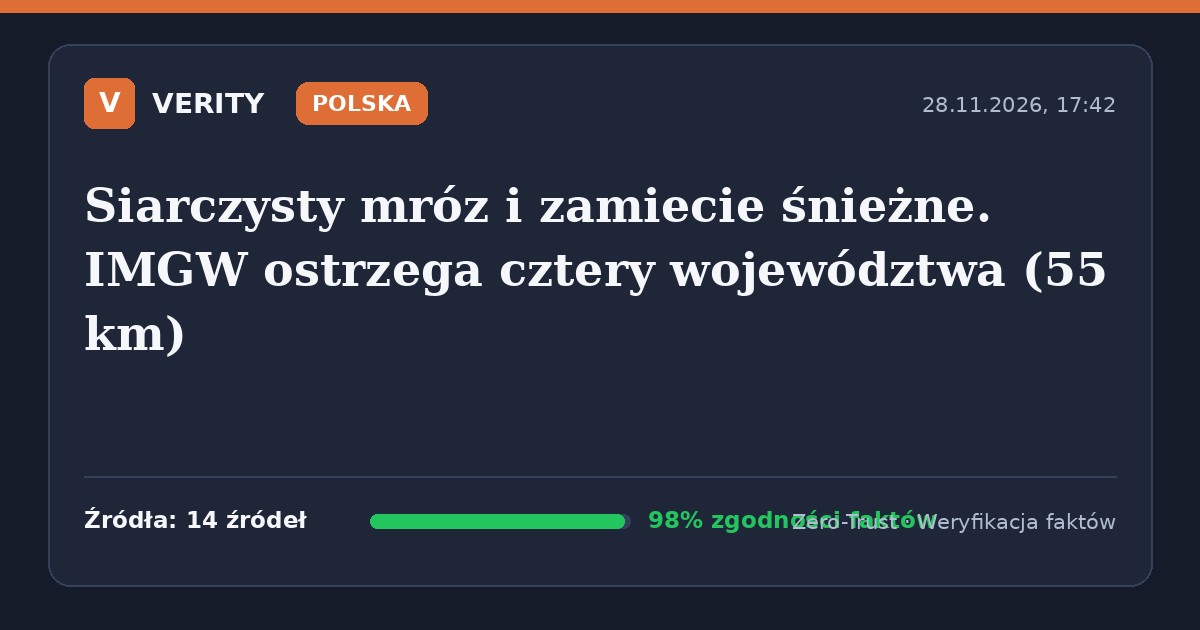 V VERITY POLSKA 28.11.2026, 17:42
Siarczysty mróz i zamiecie śnieżne.
IMGW ostrzega cztery województwa (55
km)
Źródła: 14 źródeł 98% zgodności faktów Zero-Trust · Weryfikacja faktów